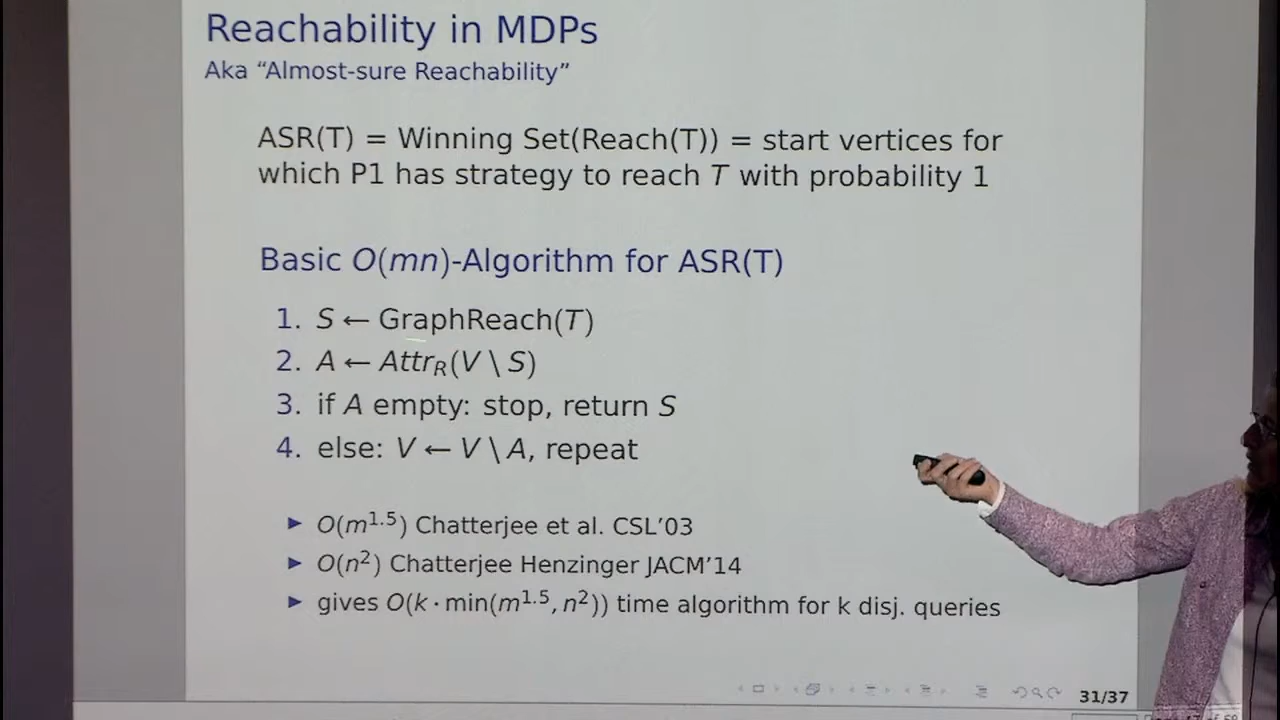 Reachability in MDPs
Aka “Almost-sure Reachability”
ASR(T) = Winning Set(Reach(T)) = start vertices for
which P1 has strategy to reach T with probability 1
Basic O(mn)-Algorithm for ASR(T)
1. S ← GraphReach(T)
2. A ← Attr_R(V \ S)
3. if A empty: stop, return S
4. else: V ← V \ A, repeat
► O(m^1.5) Chatterjee et al. CSL’03
► O(n^2) Chatterjee Henzinger JACM’14
► gives O(k · min(m^1.5, n^2)) time algorithm for k disj. queries
31/37